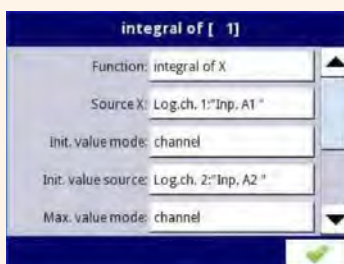 integral of [ 1]
Function: integral of X
Source X: Log.ch. 1:"Inp. A1 "
Init. value mode: channel
Init. value source: Log.ch. 2:"Inp. A2 "
Max. value mode: channel